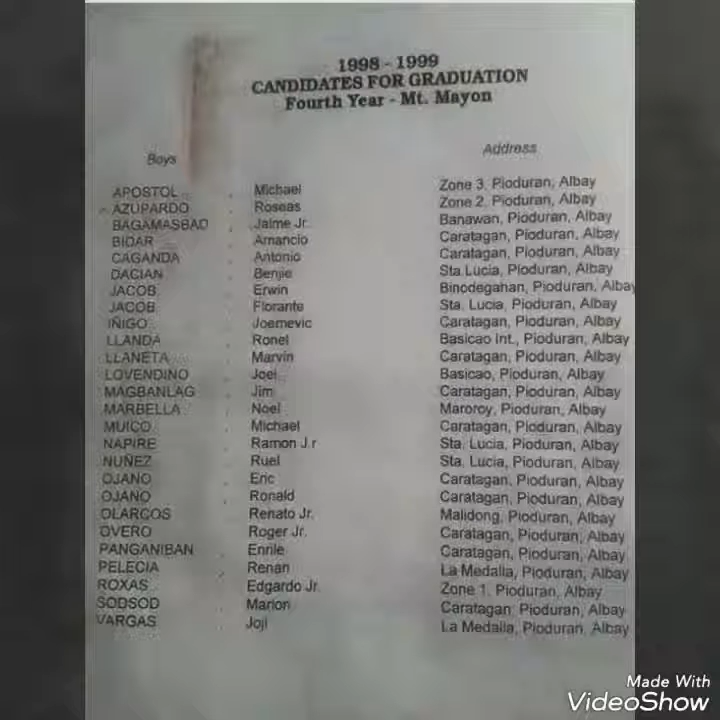 1998 - 1999
CANDIDATES FOR GRADUATION
Fourth Year - Mt. Mayon
Boys Address
APOSTOL , Michael Zone 3, Pioduran, Albay
AZUPARDO , Roseas Zone 2, Pioduran, Albay
BAGAMASBAD , Jaime Jr. Banawan, Pioduran, Albay
BIDAR , Amancio Caratagan, Pioduran, Albay
CAGANDA , Antonio Caratagan, Pioduran, Albay
DACIAN , Benjie Sta.Lucia, Pioduran, Albay
JACOB , Erwin Binodegahan, Pioduran, Albay
JACOB , Florante Sta. Lucia, Pioduran, Albay
IÑIGO , Joemevic Caratagan, Pioduran, Albay
LLANDA , Ronel Basicao Int., Pioduran, Albay
LLANETA , Marvin Caratagan, Pioduran, Albay
LOVENDINO , Joel Basicao, Pioduran, Albay
MAGBANLAG , Jim Caratagan, Pioduran, Albay
MARBELLA , Noel Maroroy, Pioduran, Albay
MUICO , Michael Caratagan, Pioduran, Albay
NAPIRE , Ramon J.r Sta. Lucia, Pioduran, Albay
NUÑEZ , Ruel Sta. Lucia, Pioduran, Albay
OJANO , Eric Caratagan, Pioduran, Albay
OJANO , Ronald Caratagan, Pioduran, Albay
OLARCOS , Renato Jr. Malidong, Pioduran, Albay
OVERO , Roger Jr. Caratagan, Pioduran, Albay
PANGANIBAN , Enrile Caratagan, Pioduran, Albay
PELECIA , Renan La Medalla, Pioduran, Albay
ROXAS , Edgardo Jr. Zone 1, Pioduran, Albay
SODSOD , Marlon Caratagan, Pioduran, Albay
VARGAS , Joji La Medalla, Pioduran, Albay
Made With
VideoShow